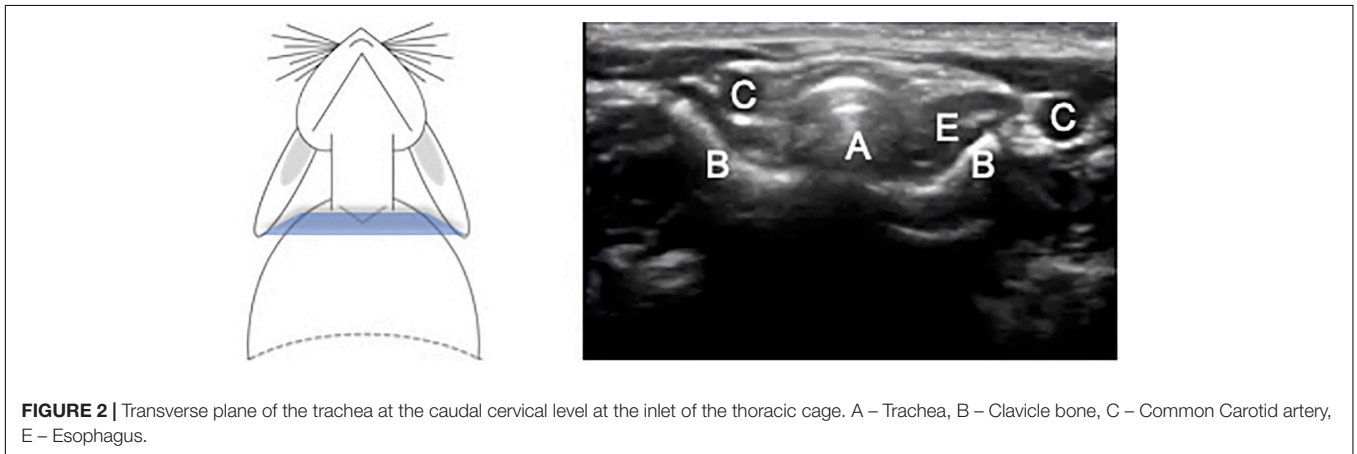 C
C
E
A
B
B
FIGURE 2 | Transverse plane of the trachea at the caudal cervical level at the inlet of the thoracic cage. A – Trachea, B – Clavicle bone, C – Common Carotid artery,
E – Esophagus.